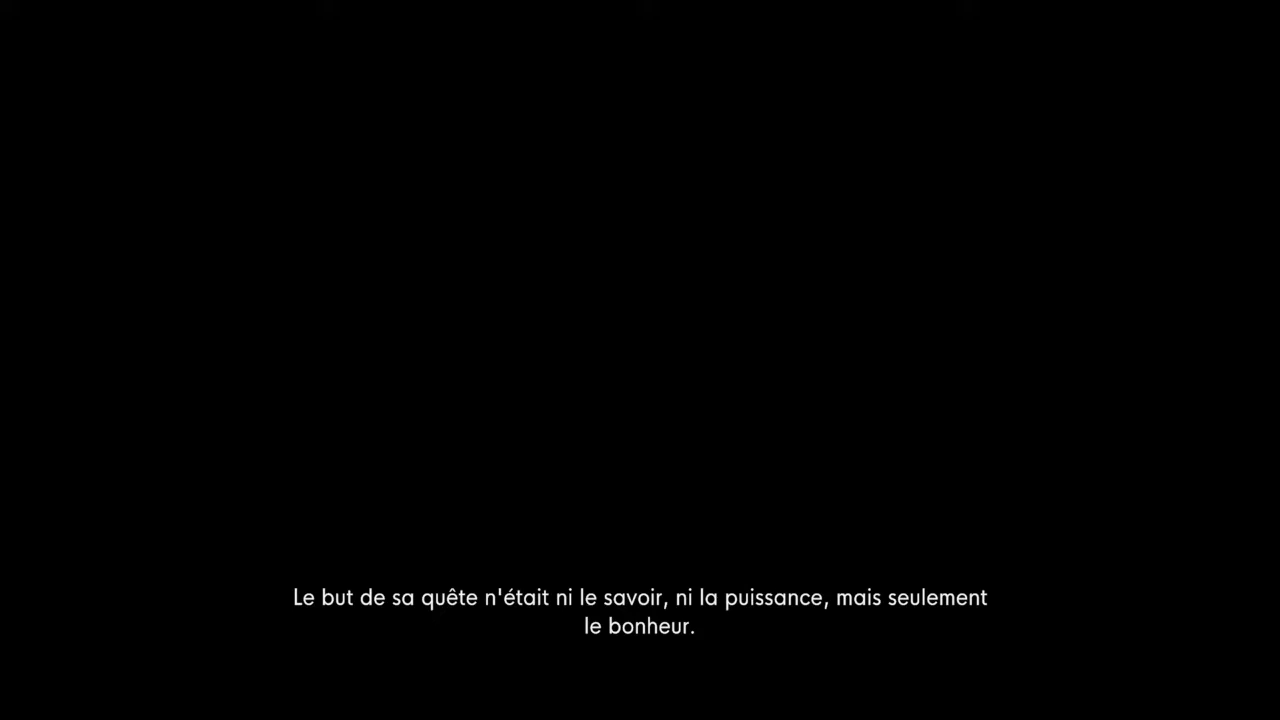 Le but de sa quête n'était ni le savoir, ni la puissance, mais seulement
le bonheur.